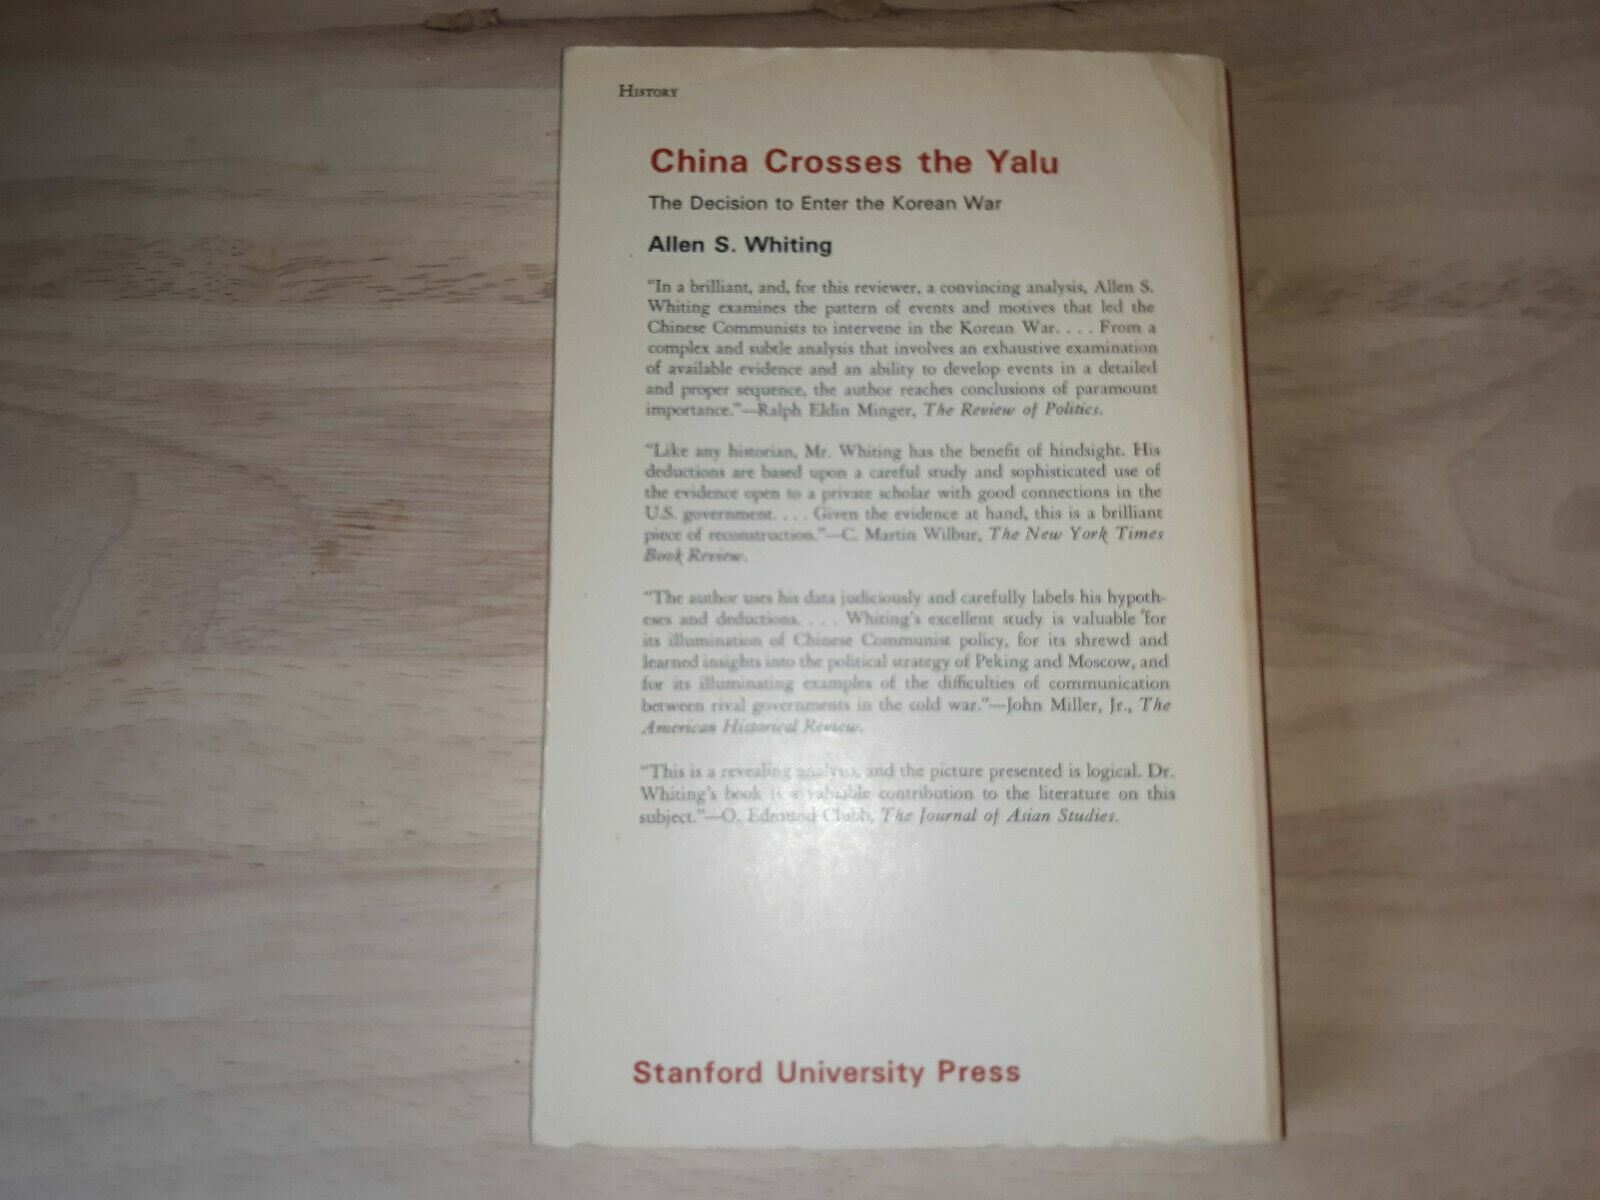 History
China Crosses the Yalu
The Decision to Enter the Korean War
Allen S. Whiting
"In a brilliant, and, for this reviewer, a convincing analysis, Allen S.
Whiting examines the pattern of events and motives that led the
Chinese Communists to intervene in the Korean War. . . . From a
complex and subtle analysis that involves an exhaustive examination
of available evidence and an ability to develop events in a detailed
and proper sequence, the author reaches conclusions of paramount
importance."—Ralph Eldin Minger, The Review of Politics.
"Like any historian, Mr. Whiting has the benefit of hindsight. His
deductions are based upon a careful study and sophisticated use of
the evidence open to a private scholar with good connections in the
U.S. government. . . . Given the evidence at hand, this is a brilliant
piece of reconstruction."—C. Martin Wilbur, The New York Times
Book Review.
"The author uses his data judiciously and carefully labels his hypoth-
eses and deductions. . . . Whiting's excellent study is valuable for
its illumination of Chinese Communist policy, for its shrewd and
learned insights into the political strategy of Peking and Moscow, and
for its illuminating examples of the difficulties of communication
between rival governments in the cold war."—John Miller, Jr., The
American Historical Review.
"This is a revealing analysis, and the picture presented is logical. Dr.
Whiting's book is a valuable contribution to the literature on this
subject."—O. Edmund Clubb, The Journal of Asian Studies.
Stanford University Press